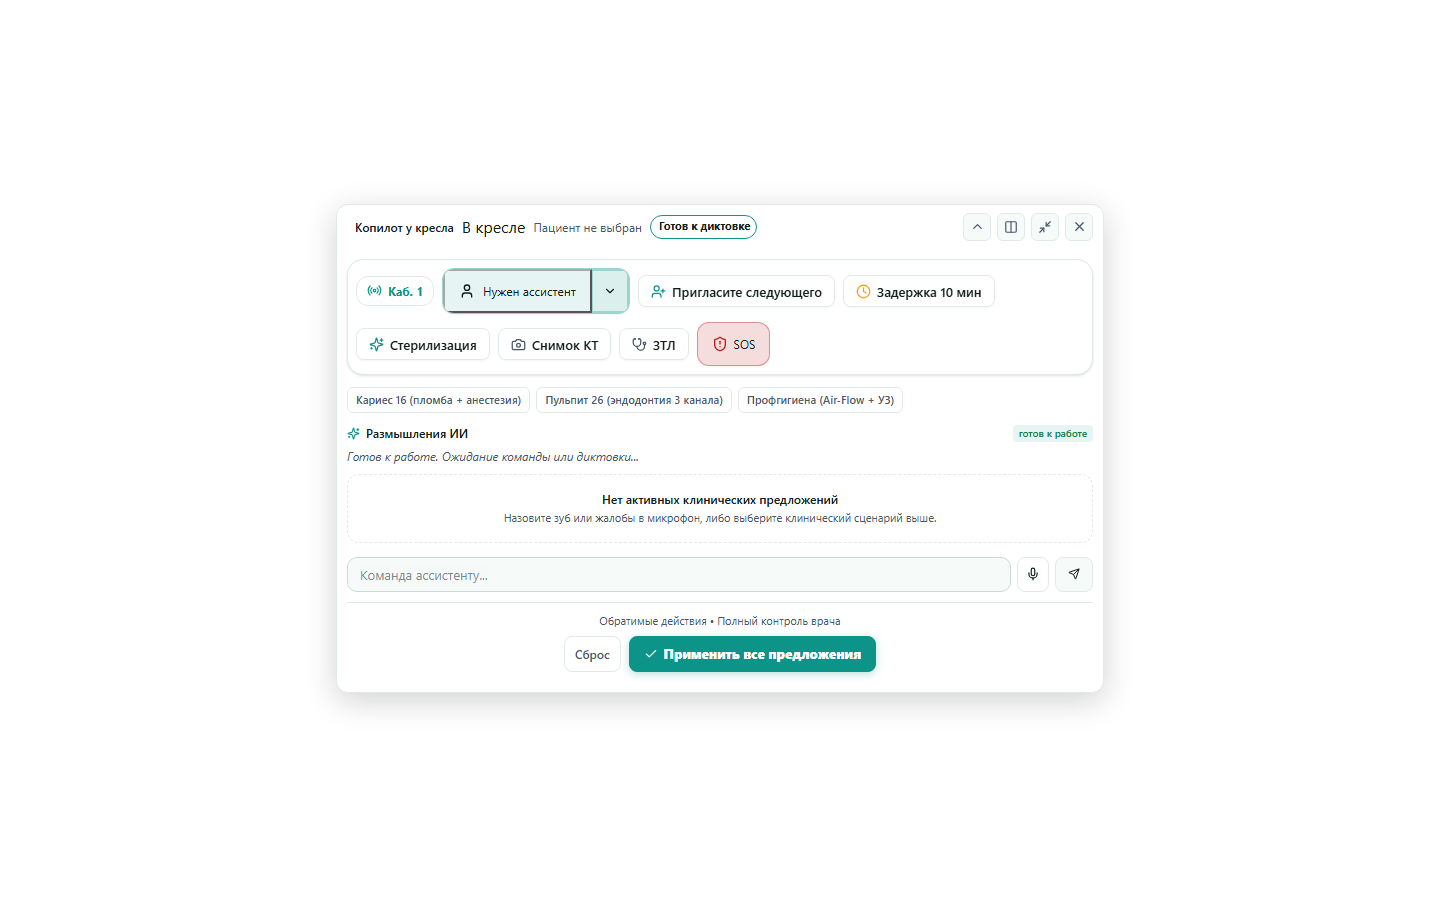 Копилот у кресла В кресле Пациент не выбран Готов к диктовке
Каб. 1 Нужен ассистент Пригласите следующего Задержка 10 мин
Стерилизация Снимок КТ ЗТЛ SOS
Кариес 16 (пломба + анестезия) Пульпит 26 (эндодонтия 3 канала) Профгигиена (Air-Flow + УЗ)
Размышления ИИ готов к работе
Готов к работе. Ожидание команды или диктовки...
Нет активных клинических предложений
Назовите зуб или жалобы в микрофон, либо выберите клинический сценарий выше.
Команда ассистенту...
Обратимые действия • Полный контроль врача
Сброс Применить все предложения